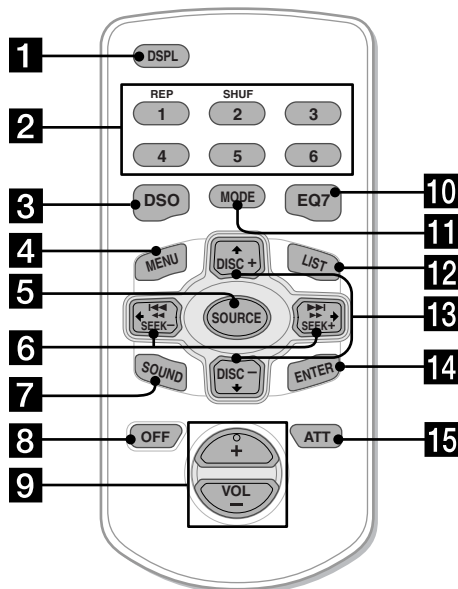 1 DSPL
REP SHUF
2 1 2 3
4 5 6
3 DSO MODE EQ7 10
11
4 MENU DISC + LIST 12
5 SOURCE 13
6 SEEK− SEEK+
7 SOUND DISC − ENTER 14
8 OFF ATT 15
9 +
VOL
−